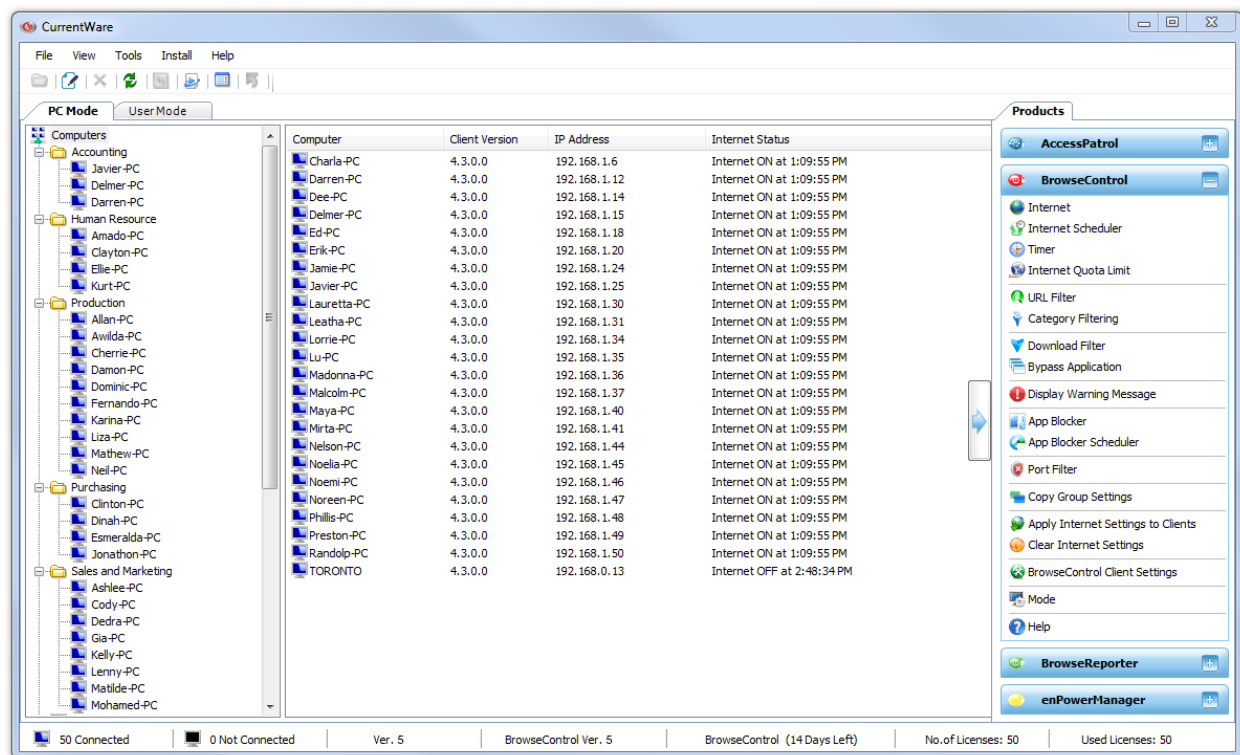 CurrentWare
File View Tools Install Help
PC Mode User Mode
Computers
Accounting
Javier-PC
Delmer-PC
Darren-PC
Human Resource
Amado-PC
Clayton-PC
Ellie-PC
Kurt-PC
Production
Allan-PC
Awilda-PC
Cherrie-PC
Damon-PC
Dominic-PC
Fernando-PC
Karina-PC
Liza-PC
Mathew-PC
Neil-PC
Purchasing
Clinton-PC
Dinah-PC
Esmeralda-PC
Jonathon-PC
Sales and Marketing
Ashlee-PC
Cody-PC
Dedra-PC
Gia-PC
Kelly-PC
Lenny-PC
Matilde-PC
Mohamed-PC
Computer Client Version IP Address Internet Status
Charla-PC 4.3.0.0 192.168.1.6 Internet ON at 1:09:55 PM
Darren-PC 4.3.0.0 192.168.1.12 Internet ON at 1:09:55 PM
Dee-PC 4.3.0.0 192.168.1.14 Internet ON at 1:09:55 PM
Delmer-PC 4.3.0.0 192.168.1.15 Internet ON at 1:09:55 PM
Ed-PC 4.3.0.0 192.168.1.18 Internet ON at 1:09:55 PM
Erik-PC 4.3.0.0 192.168.1.20 Internet ON at 1:09:55 PM
Jamie-PC 4.3.0.0 192.168.1.24 Internet ON at 1:09:55 PM
Javier-PC 4.3.0.0 192.168.1.25 Internet ON at 1:09:55 PM
Lauretta-PC 4.3.0.0 192.168.1.30 Internet ON at 1:09:55 PM
Leatha-PC 4.3.0.0 192.168.1.31 Internet ON at 1:09:55 PM
Lorrie-PC 4.3.0.0 192.168.1.34 Internet ON at 1:09:55 PM
Lu-PC 4.3.0.0 192.168.1.35 Internet ON at 1:09:55 PM
Madonna-PC 4.3.0.0 192.168.1.36 Internet ON at 1:09:55 PM
Malcolm-PC 4.3.0.0 192.168.1.37 Internet ON at 1:09:55 PM
Maya-PC 4.3.0.0 192.168.1.40 Internet ON at 1:09:55 PM
Mirta-PC 4.3.0.0 192.168.1.41 Internet ON at 1:09:55 PM
Nelson-PC 4.3.0.0 192.168.1.44 Internet ON at 1:09:55 PM
Noelia-PC 4.3.0.0 192.168.1.45 Internet ON at 1:09:55 PM
Noemi-PC 4.3.0.0 192.168.1.46 Internet ON at 1:09:55 PM
Noreen-PC 4.3.0.0 192.168.1.47 Internet ON at 1:09:55 PM
Phillis-PC 4.3.0.0 192.168.1.48 Internet ON at 1:09:55 PM
Preston-PC 4.3.0.0 192.168.1.49 Internet ON at 1:09:55 PM
Randolp-PC 4.3.0.0 192.168.1.50 Internet ON at 1:09:55 PM
TORONTO 4.3.0.0 192.168.0.13 Internet OFF at 2:48:34 PM
Products
AccessPatrol
BrowseControl
Internet
Internet Scheduler
Timer
Internet Quota Limit
URL Filter
Category Filtering
Download Filter
Bypass Application
Display Warning Message
App Blocker
App Blocker Scheduler
Port Filter
Copy Group Settings
Apply Internet Settings to Clients
Clear Internet Settings
BrowseControl Client Settings
Mode
Help
BrowseReporter
enPowerManager
50 Connected 0 Not Connected Ver. 5 BrowseControl Ver. 5 BrowseControl (14 Days Left) No.of Licenses: 50 Used Licenses: 50